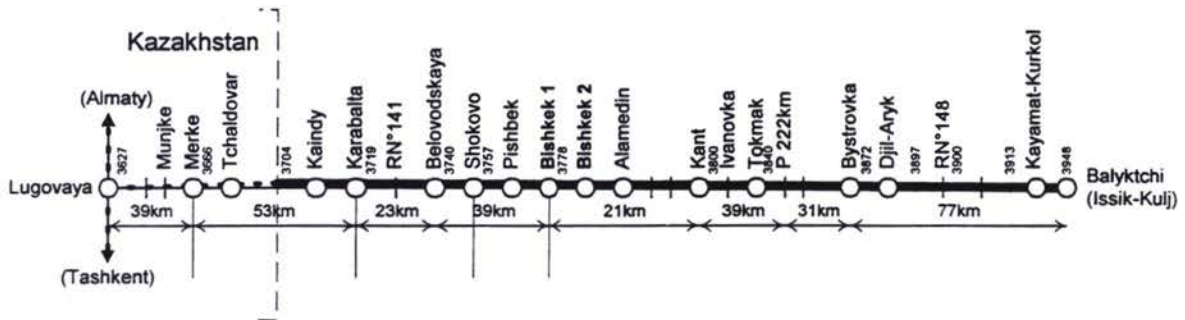 Kazakhstan
(Almaty)
Lugovaya
(Tashkent)
3627
Munjke
Merke
3666
Tchaldovar
3704
Kaindy
Karabalta
3719
RN°141
Belovodskaya
3740
Shokovo
3757
Pishbek
Bishkek 1
3778
Bishkek 2
Alamedin
Kant
3800
Ivanovka
Tokmak
3840
P 222km
Bystrovka
3872
Djil-Aryk
3897
RN°148
3900
3913
Kayamat-Kurkol
3948
Balyktchi
(Issik-Kulj)
39km
53km
23km
39km
21km
39km
31km
77km